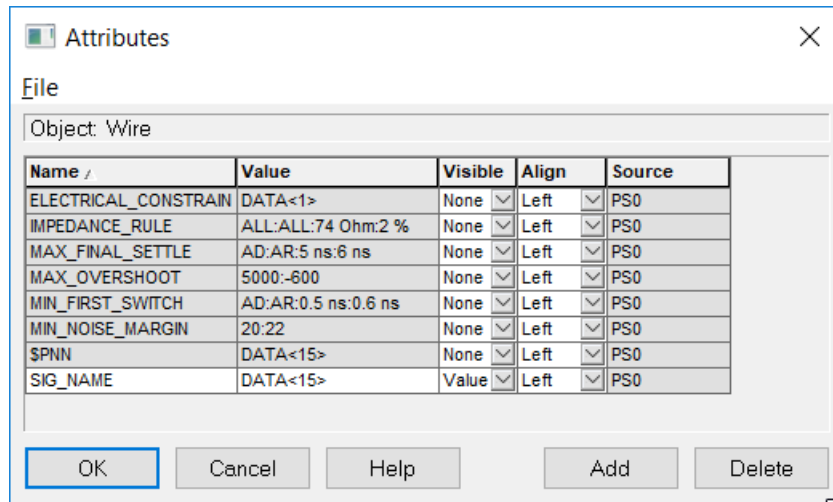 Attributes
File
Object: Wire
Name Value Visible Align Source
ELECTRICAL_CONSTRAIN DATA<1> None Left PS0
IMPEDANCE_RULE ALL:ALL:74 Ohm:2 % None Left PS0
MAX_FINAL_SETTLE AD:AR:5 ns:6 ns None Left PS0
MAX_OVERSHOOT 5000:-600 None Left PS0
MIN_FIRST_SWITCH AD:AR:0.5 ns:0.6 ns None Left PS0
MIN_NOISE_MARGIN 20:22 None Left PS0
$PNN DATA<15> None Left PS0
SIG_NAME DATA<15> Value Left PS0
OK Cancel Help Add Delete